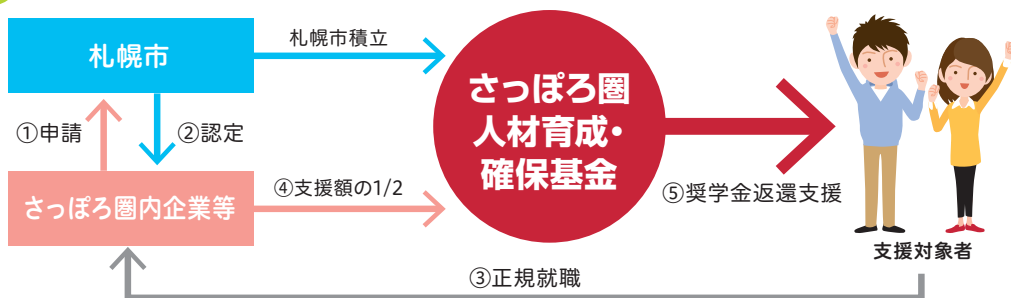 札幌市
札幌市積立
①申請
②認定
さっぽろ圏内企業等
④支援額の1/2
さっぽろ圏
人材育成・
確保基金
⑤奨学金返還支援
支援対象者
③正規就職